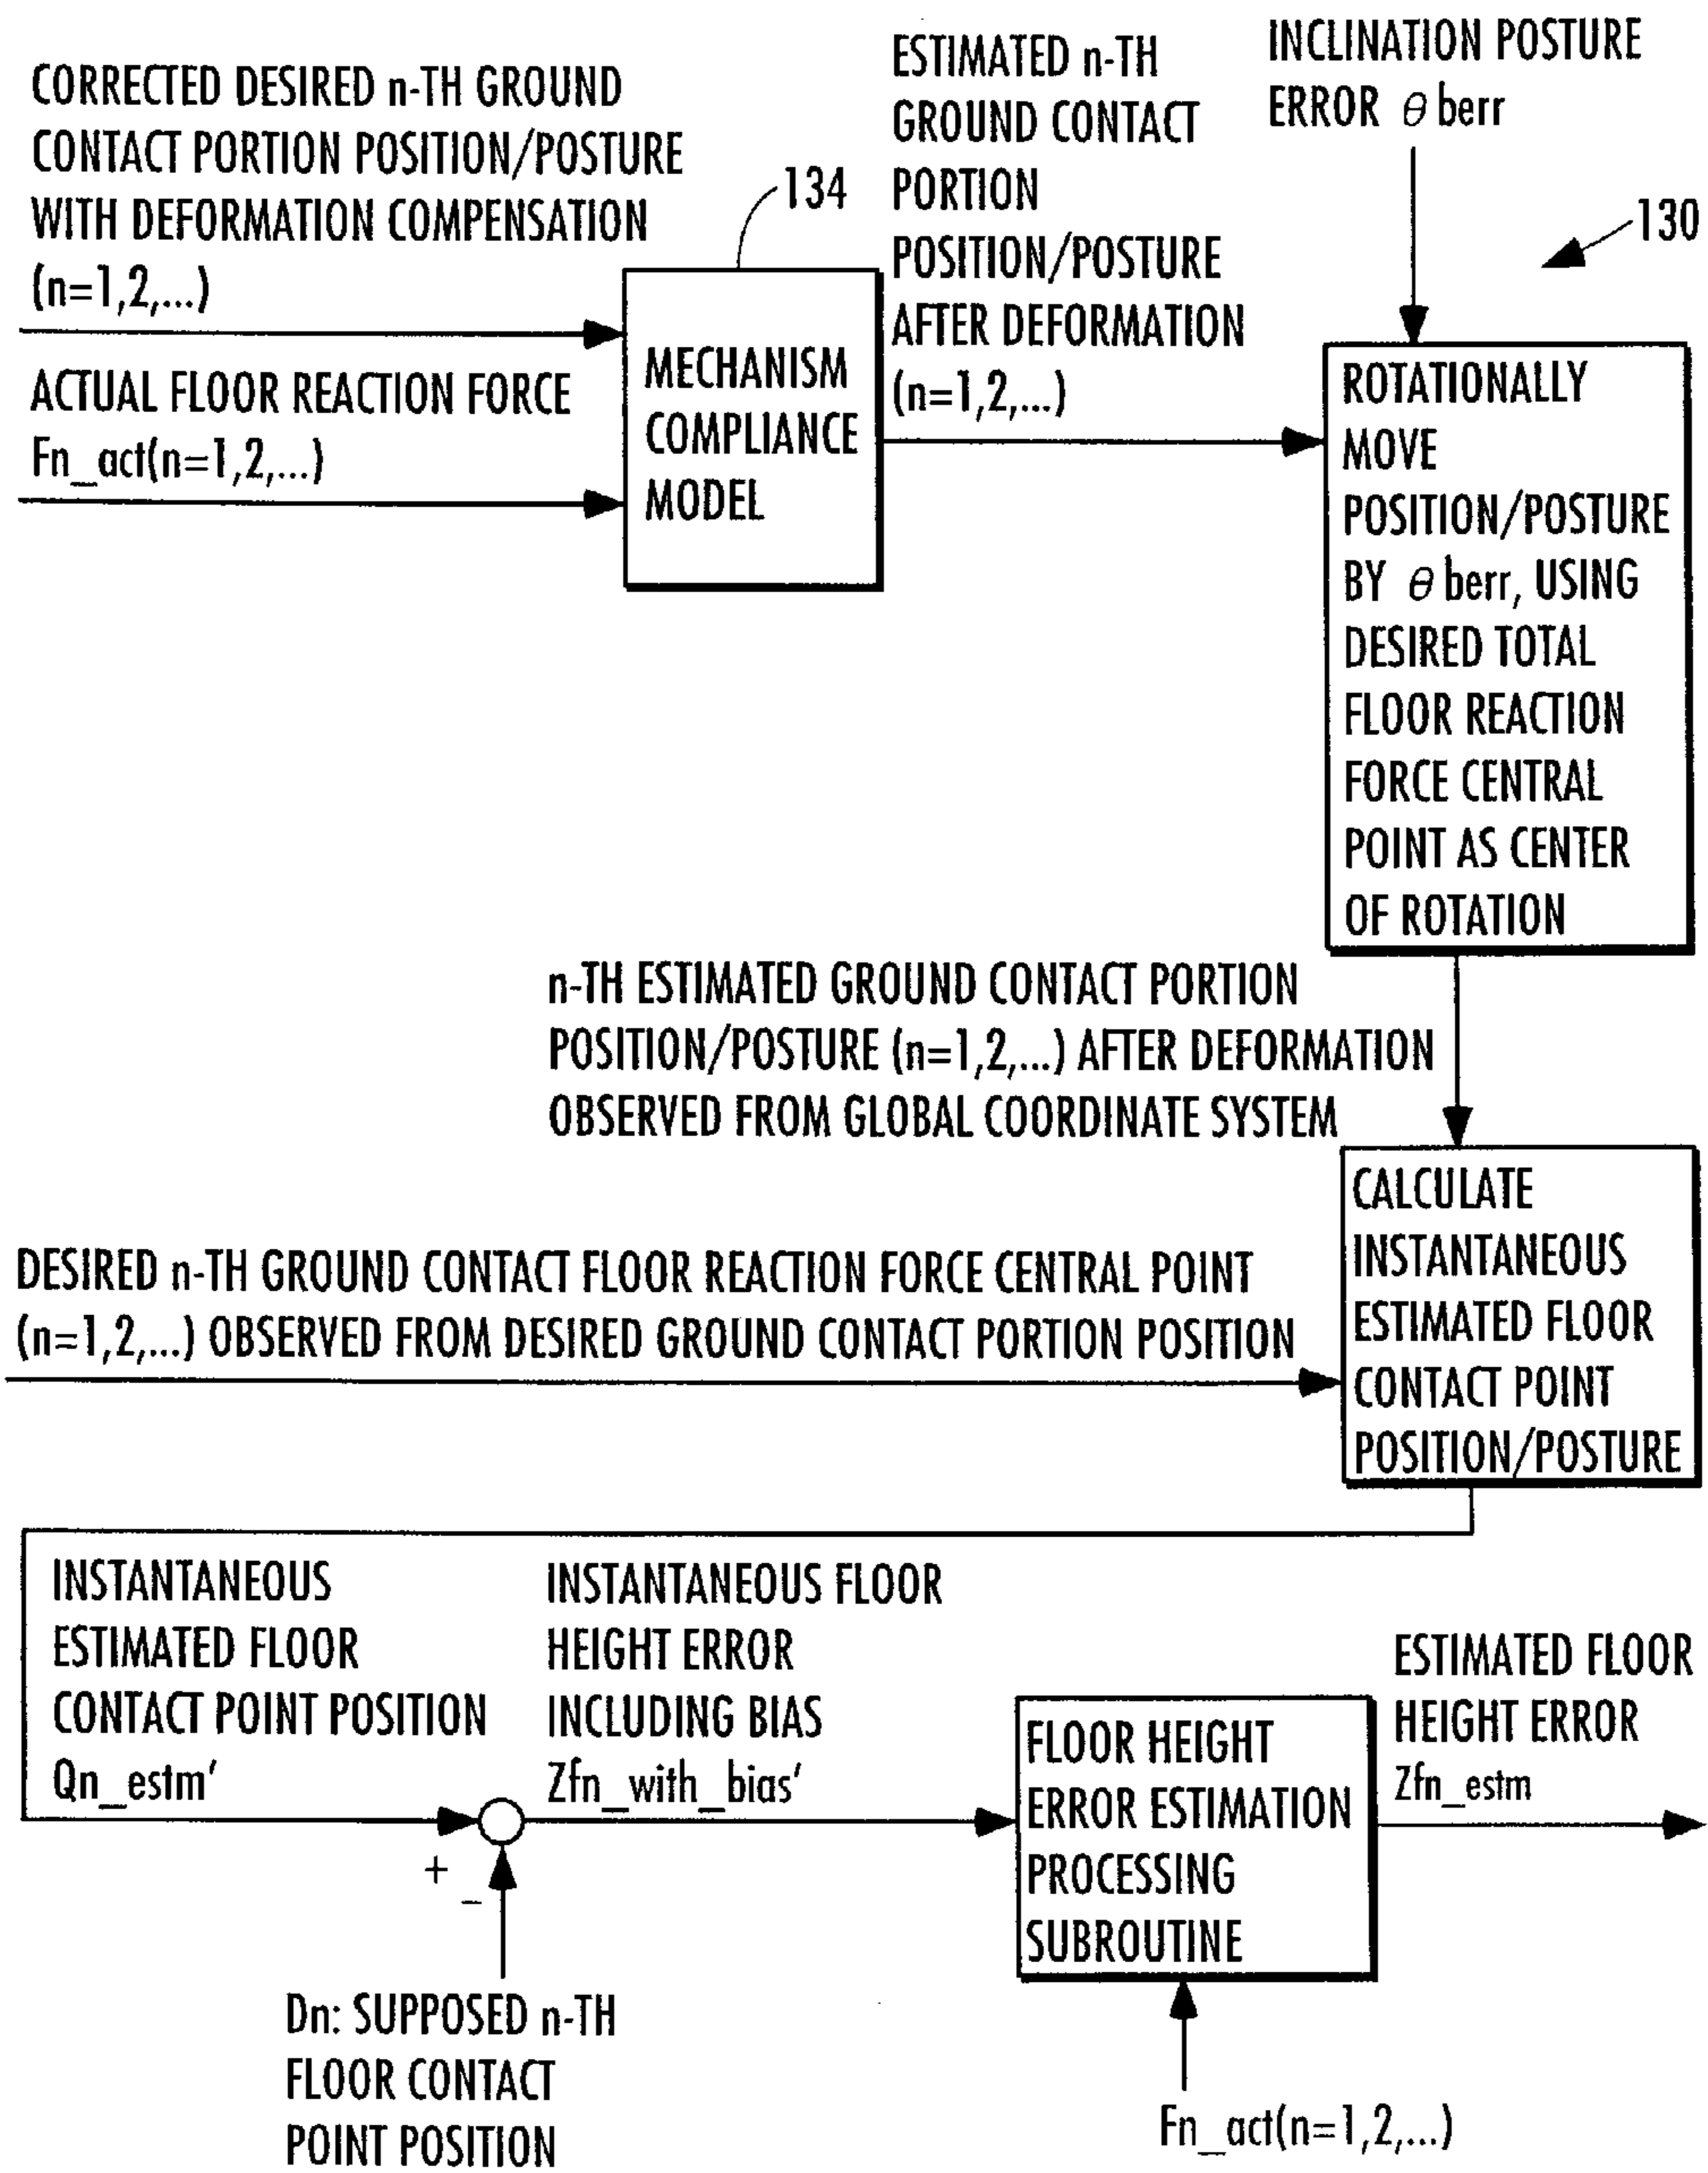 CORRECTED DESIRED n-TH GROUND
CONTACT PORTION POSITION/POSTURE
WITH DEFORMATION COMPENSATION
(n=1,2,...)
ACTUAL FLOOR REACTION FORCE
Fn_act(n=1,2,...)
134
MECHANISM
COMPLIANCE
MODEL
ESTIMATED n-TH
GROUND CONTACT
PORTION
POSITION/POSTURE
AFTER DEFORMATION
(n=1,2,...)
INCLINATION POSTURE
ERROR θ berr
130
ROTATIONALLY
MOVE
POSITION/POSTURE
BY θ berr, USING
DESIRED TOTAL
FLOOR REACTION
FORCE CENTRAL
POINT AS CENTER
OF ROTATION
n-TH ESTIMATED GROUND CONTACT PORTION
POSITION/POSTURE (n=1,2,...) AFTER DEFORMATION
OBSERVED FROM GLOBAL COORDINATE SYSTEM
DESIRED n-TH GROUND CONTACT FLOOR REACTION FORCE CENTRAL POINT
(n=1,2,...) OBSERVED FROM DESIRED GROUND CONTACT PORTION POSITION
CALCULATE
INSTANTANEOUS
ESTIMATED FLOOR
CONTACT POINT
POSITION/POSTURE
INSTANTANEOUS
ESTIMATED FLOOR
CONTACT POINT POSITION
Qn_estm'
+
−
INSTANTANEOUS FLOOR
HEIGHT ERROR
INCLUDING BIAS
Zfn_with_bias'
Dn: SUPPOSED n-TH
FLOOR CONTACT
POINT POSITION
FLOOR HEIGHT
ERROR ESTIMATION
PROCESSING
SUBROUTINE
Fn_act(n=1,2,...)
ESTIMATED FLOOR
HEIGHT ERROR
Zfn_estm